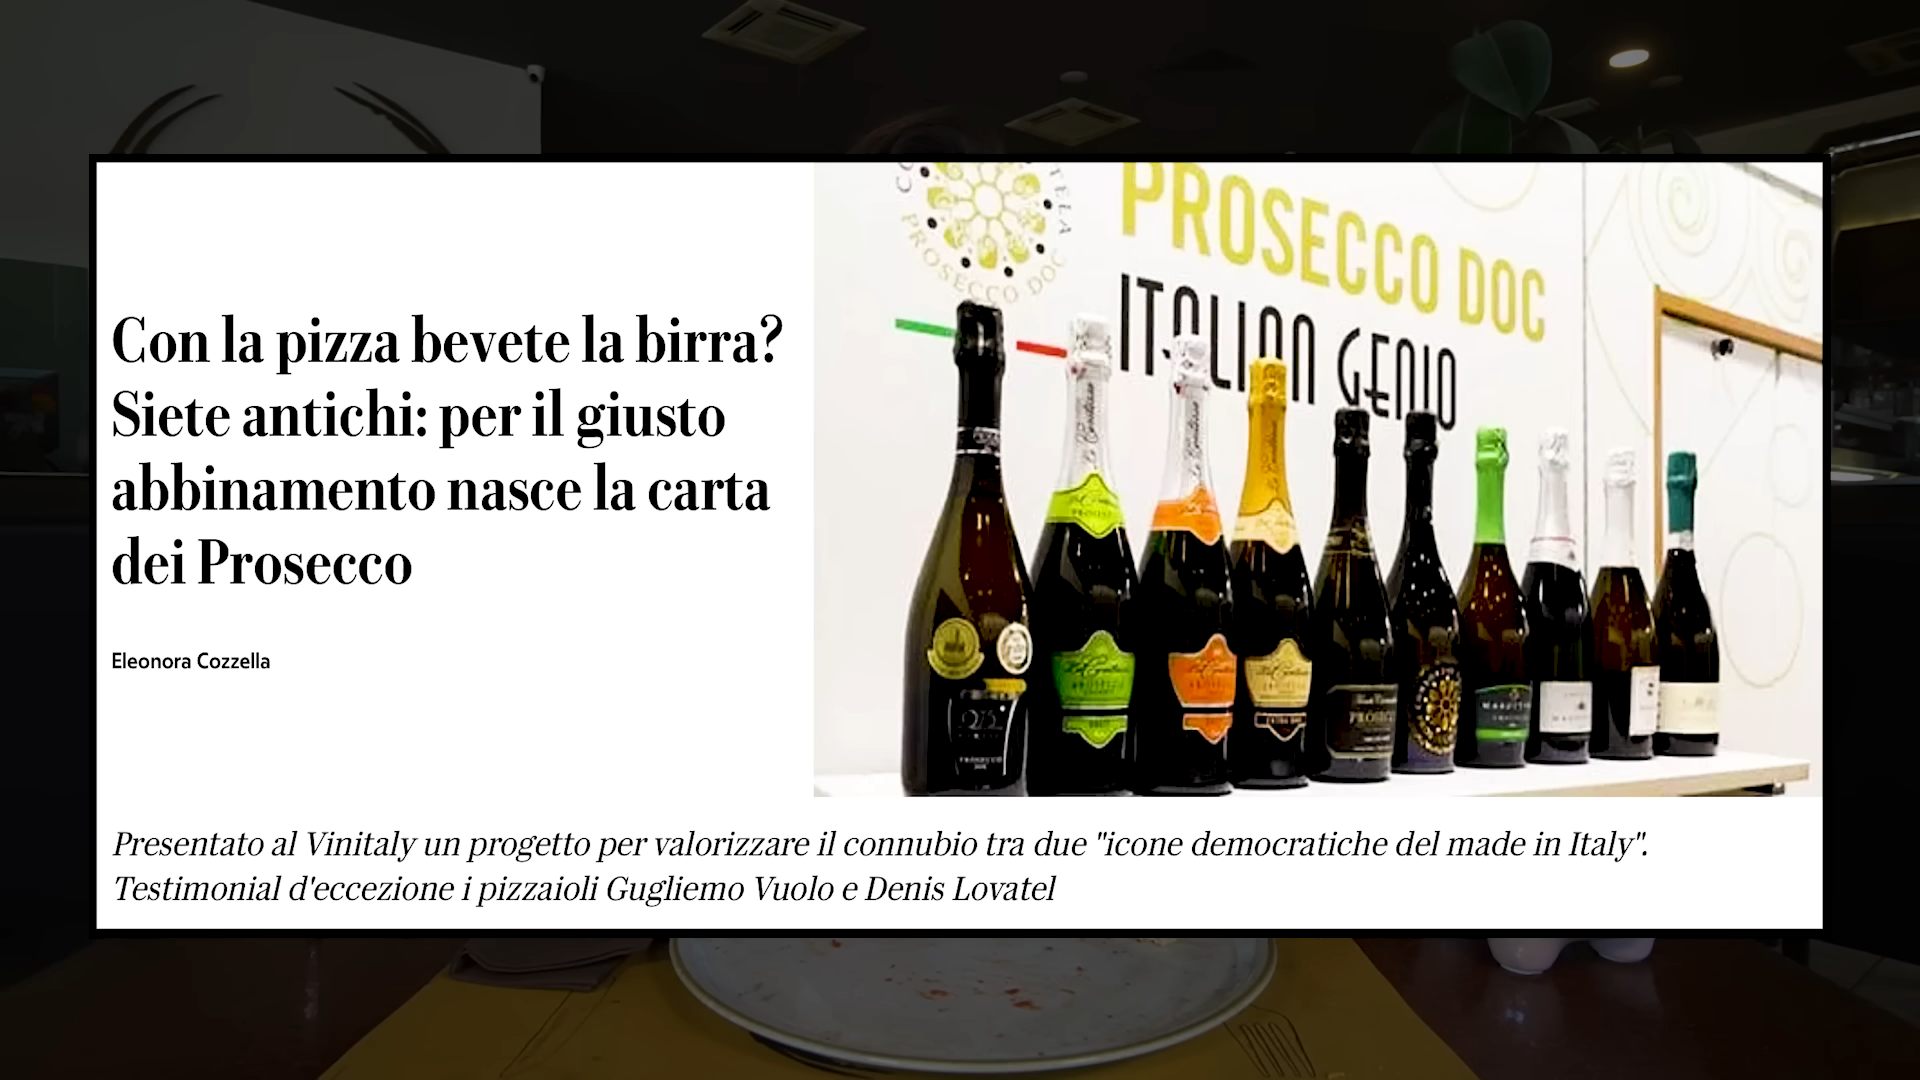 Con la pizza bevete la birra?
Siete antichi: per il giusto
abbinamento nasce la carta
dei Prosecco
Eleonora Cozzella
PROSECCO DOC
ITALIAN GENIO
PROSECCO DOC
Presentato al Vinitaly un progetto per valorizzare il connubio tra due "icone democratiche del made in Italy".
Testimonial d'eccezione i pizzaioli Gugliemo Vuolo e Denis Lovatel